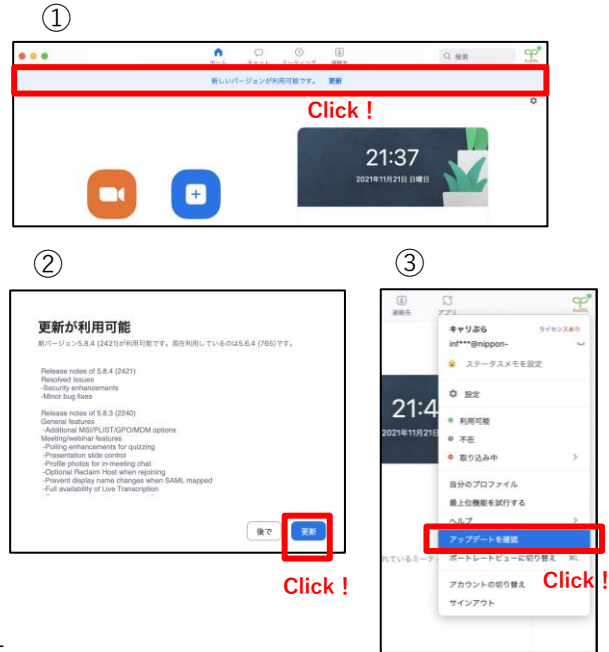 ①
ホーム チャット ミーティング 連絡先 検索
新しいバージョンが利用可能です。 更新
Click！
21:37
2021年11月21日 日曜日
②
更新が利用可能
新バージョン5.8.4 (2421)が利用可能です。現在利用しているのは5.6.4 (765)です。
Release notes of 5.8.4 (2421)
Resolved Issues
-Security enhancements
-Minor bug fixes
Release notes of 5.8.3 (2240)
General features
-Additional MSI/PLIST/GPO/MDM options
Meeting/webinar features
-Polling enhancements for quizzing
-Presentation slide control
-Profile photos for in-meeting chat
-Optional Reclaim Host when rejoining
-Prevent display name changes when SAML mapped
-Full availability of Live Transcription
後で 更新
Click！
③
連絡先 アプリ
キャリぷら ライセンスあり
inf***@nippon-
ステータスメモを設定
設定
21:4
2021年11月21日
利用可能
不在
取り込み中
自分のプロファイル
最上位機能を試行する
ヘルプ
アップデートを確認
れているミーテ
ポートレートビューに切り替え ⌘L
アカウントの切り替え
Click！
サインアウト